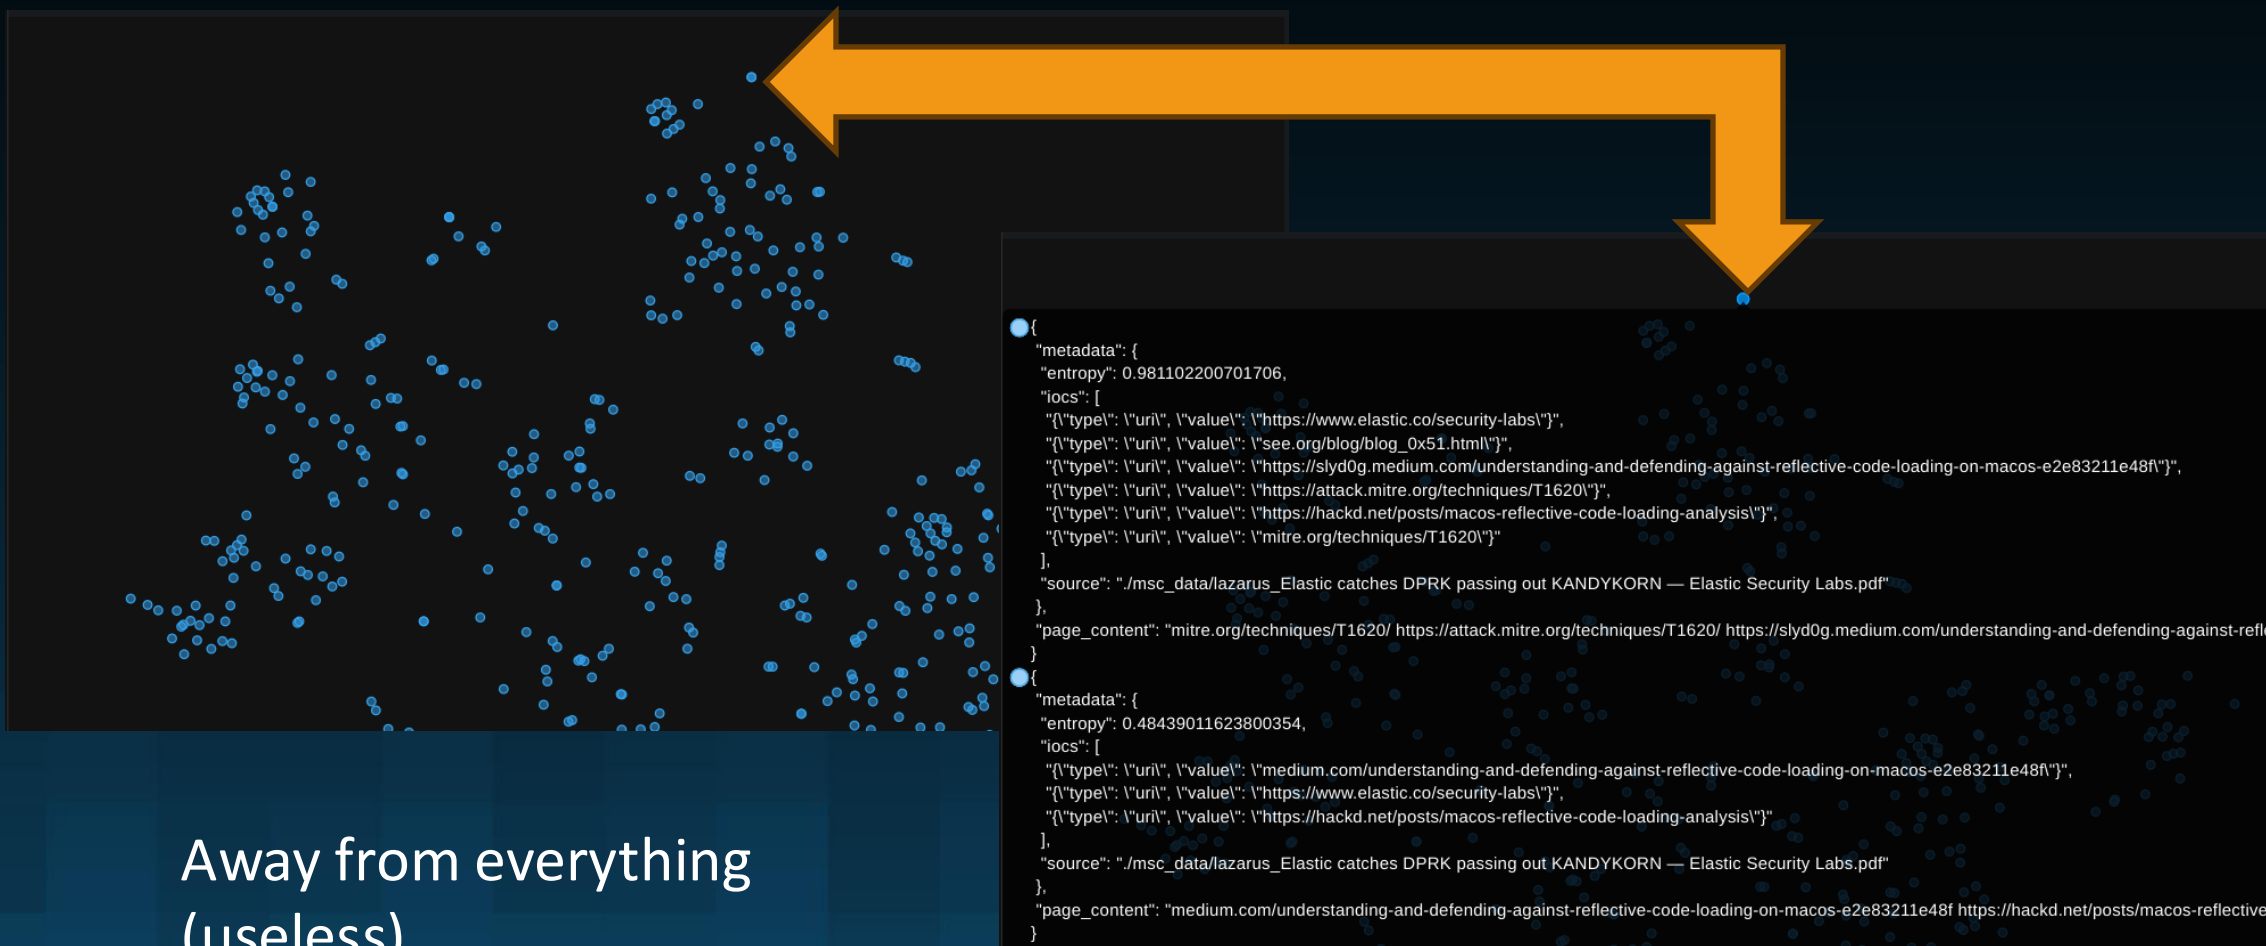 {
"metadata": {
"entropy": 0.981102200701706,
"iocs": [
"{\"type\": \"uri\", \"value\": \"https://www.elastic.co/security-labs\"}",
"{\"type\": \"uri\", \"value\": \"see.org/blog/blog_0x51.html\"}",
"{\"type\": \"uri\", \"value\": \"https://slyd0g.medium.com/understanding-and-defending-against-reflective-code-loading-on-macos-e2e83211e48f\"}",
"{\"type\": \"uri\", \"value\": \"https://attack.mitre.org/techniques/T1620\"}",
"{\"type\": \"uri\", \"value\": \"https://hackd.net/posts/macos-reflective-code-loading-analysis\"}",
"{\"type\": \"uri\", \"value\": \"mitre.org/techniques/T1620\"}"
],
"source": "./msc_data/lazarus_Elastic catches DPRK passing out KANDYKORN — Elastic Security Labs.pdf"
},
"page_content": "mitre.org/techniques/T1620/ https://attack.mitre.org/techniques/T1620/ https://slyd0g.medium.com/understanding-and-defending-against-refle
}
{
"metadata": {
"entropy": 0.48439011623800354,
"iocs": [
"{\"type\": \"uri\", \"value\": \"medium.com/understanding-and-defending-against-reflective-code-loading-on-macos-e2e83211e48f\"}",
"{\"type\": \"uri\", \"value\": \"https://www.elastic.co/security-labs\"}",
"{\"type\": \"uri\", \"value\": \"https://hackd.net/posts/macos-reflective-code-loading-analysis\"}"
],
"source": "./msc_data/lazarus_Elastic catches DPRK passing out KANDYKORN — Elastic Security Labs.pdf"
},
"page_content": "medium.com/understanding-and-defending-against-reflective-code-loading-on-macos-e2e83211e48f https://hackd.net/posts/macos-reflective
}
Away from everything
(useless)